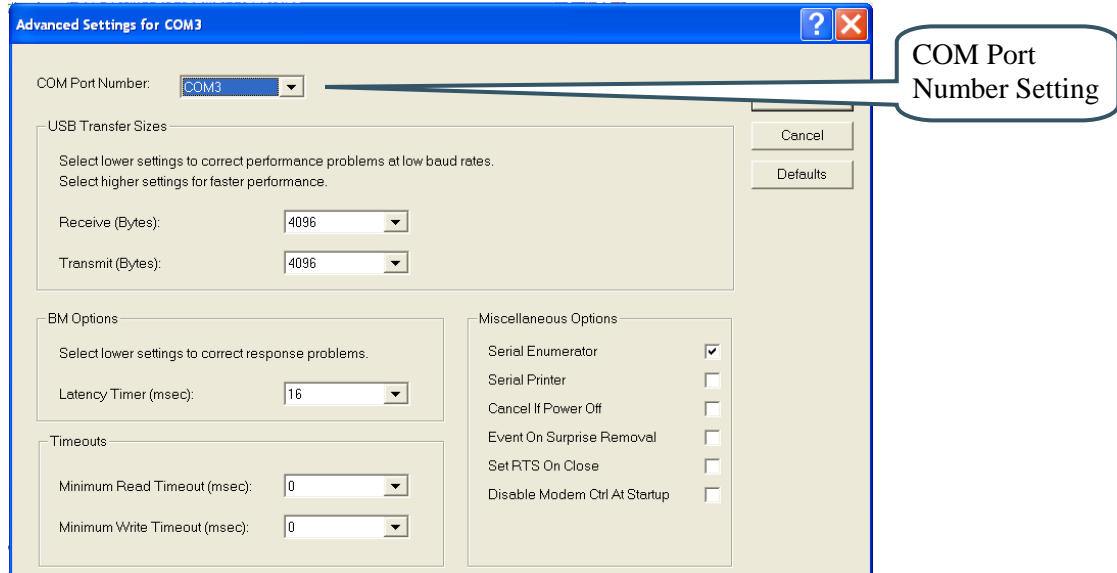 Advanced Settings for COM3
COM Port
Number Setting
COM Port Number:
COM3
Cancel
Defaults
USB Transfer Sizes
Select lower settings to correct performance problems at low baud rates.
Select higher settings for faster performance.
Receive (Bytes):
4096
Transmit (Bytes):
4096
BM Options
Select lower settings to correct response problems.
Latency Timer (msec):
16
Timeouts
Minimum Read Timeout (msec):
0
Minimum Write Timeout (msec):
0
Miscellaneous Options
Serial Enumerator
Serial Printer
Cancel If Power Off
Event On Surprise Removal
Set RTS On Close
Disable Modem Ctrl At Startup